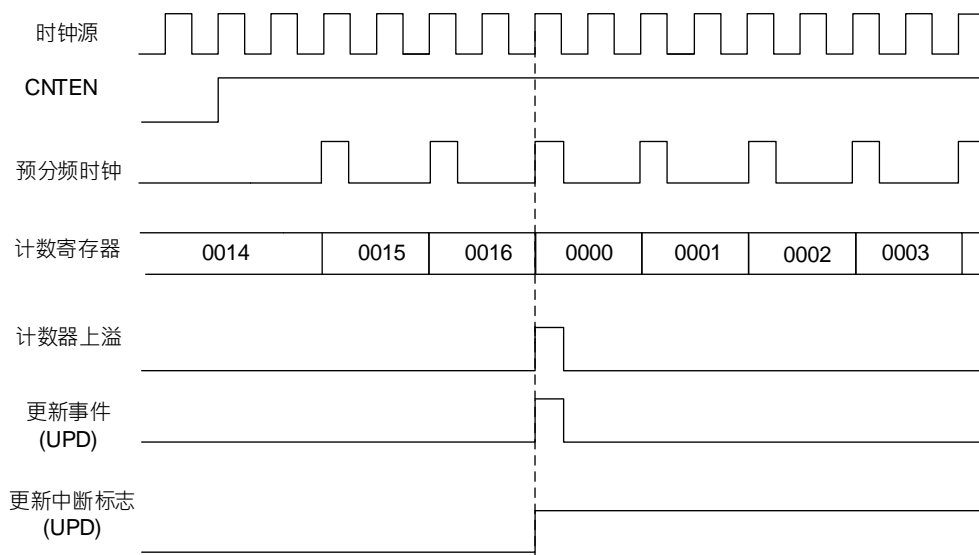 时钟源
CNTEN
预分频时钟
计数寄存器
0014 0015 0016 0000 0001 0002 0003
计数器上溢
更新事件
(UPD)
更新中断标志
(UPD)